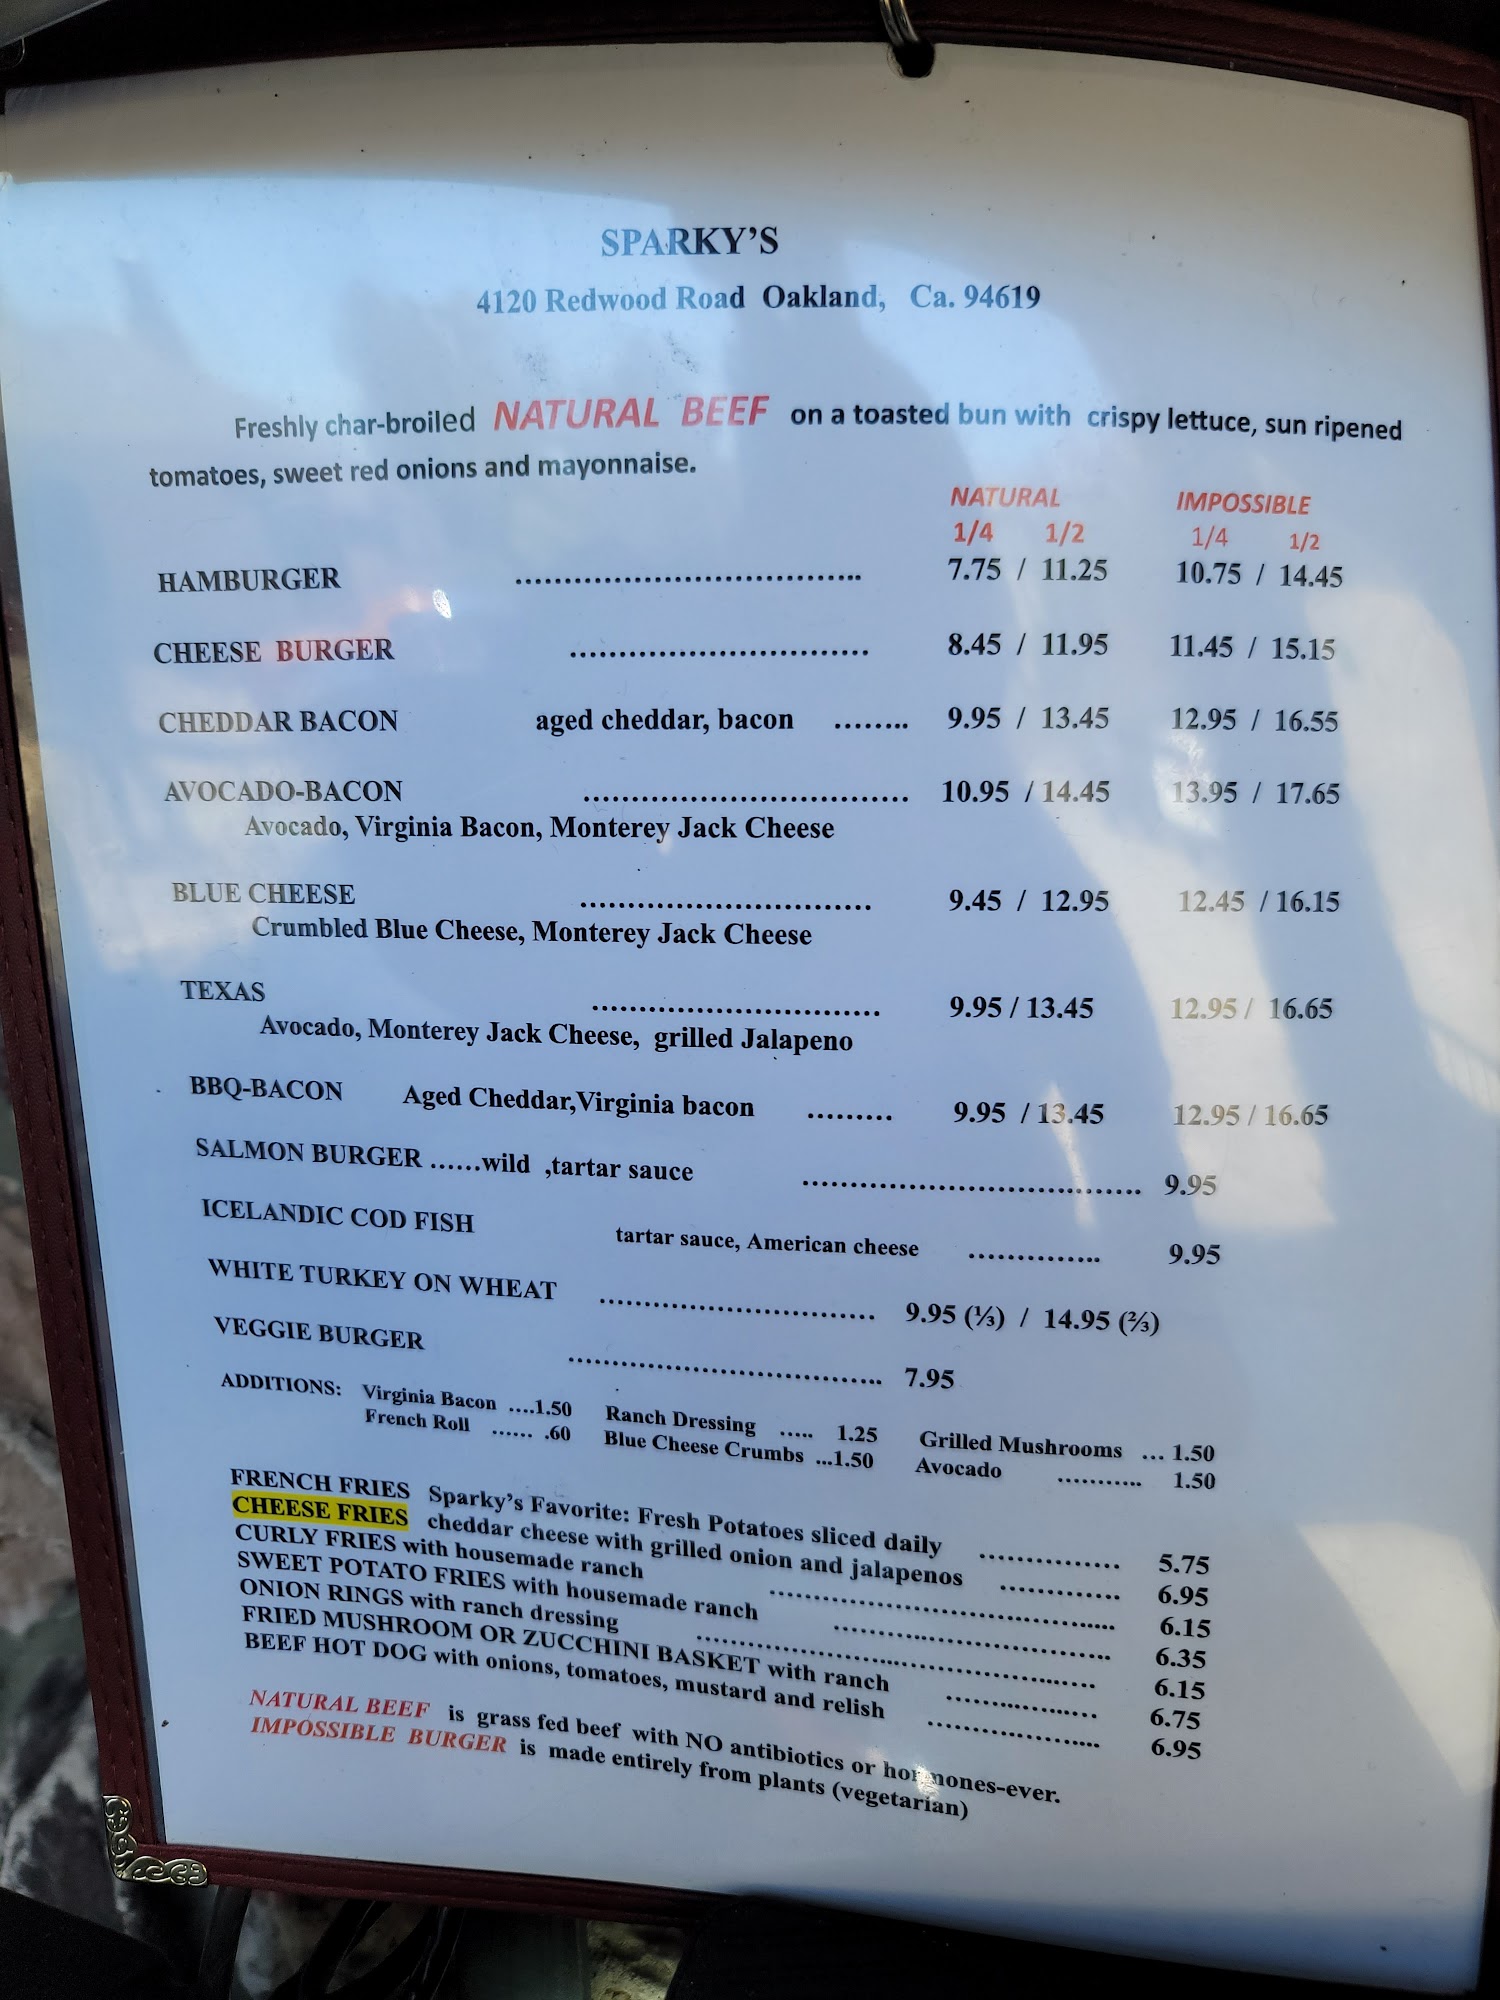 SPARKY'S
4120 Redwood Road Oakland, Ca. 94619
Freshly char-broiled NATURAL BEEF on a toasted bun with crispy lettuce, sun ripened
tomatoes, sweet red onions and mayonnaise.
NATURAL IMPOSSIBLE
1/4 1/2 1/4 1/2
HAMBURGER ................................... 7.75 / 11.25 10.75 / 14.45
CHEESE BURGER ............................... 8.45 / 11.95 11.45 / 15.15
CHEDDAR BACON aged cheddar, bacon ........ 9.95 / 13.45 12.95 / 16.55
AVOCADO-BACON .................................. 10.95 / 14.45 13.95 / 17.65
Avocado, Virginia Bacon, Monterey Jack Cheese
BLUE CHEESE .............................. 9.45 / 12.95 12.45 / 16.15
Crumbled Blue Cheese, Monterey Jack Cheese
TEXAS .............................. 9.95 / 13.45 12.95 / 16.65
Avocado, Monterey Jack Cheese, grilled Jalapeno
BBQ-BACON Aged Cheddar,Virginia bacon ......... 9.95 / 13.45 12.95 / 16.65
SALMON BURGER ......wild ,tartar sauce ................................... 9.95
ICELANDIC COD FISH tartar sauce, American cheese .............. 9.95
WHITE TURKEY ON WHEAT ............................. 9.95 (⅓) / 14.95 (⅔)
VEGGIE BURGER ................................. 7.95
ADDITIONS: Virginia Bacon ....1.50 Ranch Dressing ..... 1.25 Grilled Mushrooms ... 1.50
French Roll ...... .60 Blue Cheese Crumbs ...1.50 Avocado ........... 1.50
FRENCH FRIES Sparky's Favorite: Fresh Potatoes sliced daily ............... 5.75
CHEESE FRIES cheddar cheese with grilled onion and jalapenos ............. 6.95
CURLY FRIES with housemade ranch ..................................... 6.15
SWEET POTATO FRIES with housemade ranch ............................. 6.35
ONION RINGS with ranch dressing .......................................... 6.15
FRIED MUSHROOM OR ZUCCHINI BASKET with ranch ................ 6.75
BEEF HOT DOG with onions, tomatoes, mustard and relish .................. 6.95
NATURAL BEEF is grass fed beef with NO antibiotics or hormones-ever.
IMPOSSIBLE BURGER is made entirely from plants (vegetarian)